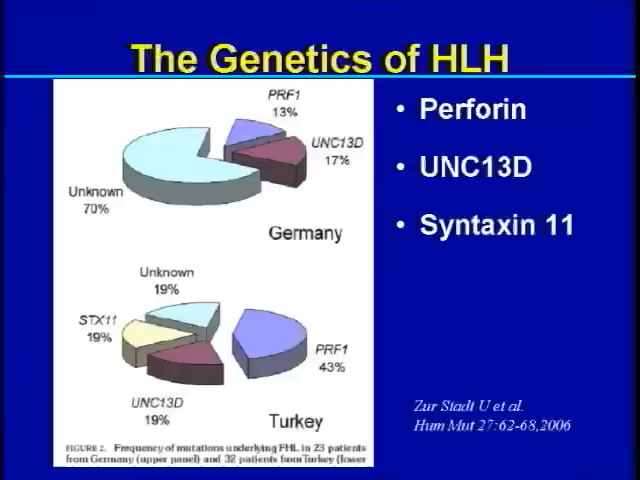 The Genetics of HLH
PRF1
13%
UNC13D
17%
Unknown
70%
Germany
Unknown
19%
STX11
19%
PRF1
43%
UNC13D
19%
Turkey
FIGURE 2. Frequency of mutations underlying FHL in 23 patients
from Germany (upper panel) and 32 patients from Turkey (lower
• Perforin
• UNC13D
• Syntaxin 11
Zur Stadt U et al.
Hum Mut 27:62-68,2006